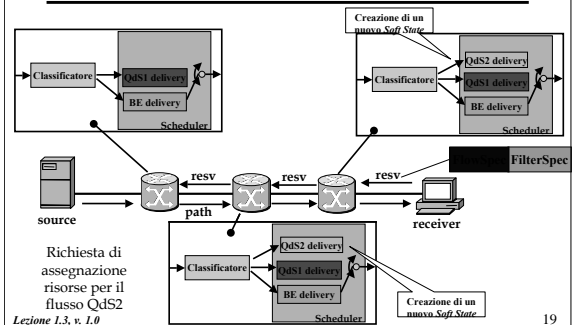 Creazione di un
nuovo Soft State
Classificatore
QdS1 delivery
BE delivery
Scheduler
Classificatore
QdS2 delivery
QdS1 delivery
BE delivery
Scheduler
resv
resv
resv
FilterSpec
source
path
receiver
Richiesta di
assegnazione
risorse per il
flusso QdS2
Classificatore
QdS2 delivery
QdS1 delivery
BE delivery
Scheduler
Creazione di un
nuovo Soft State
Lezione 1.3, v. 1.0
19